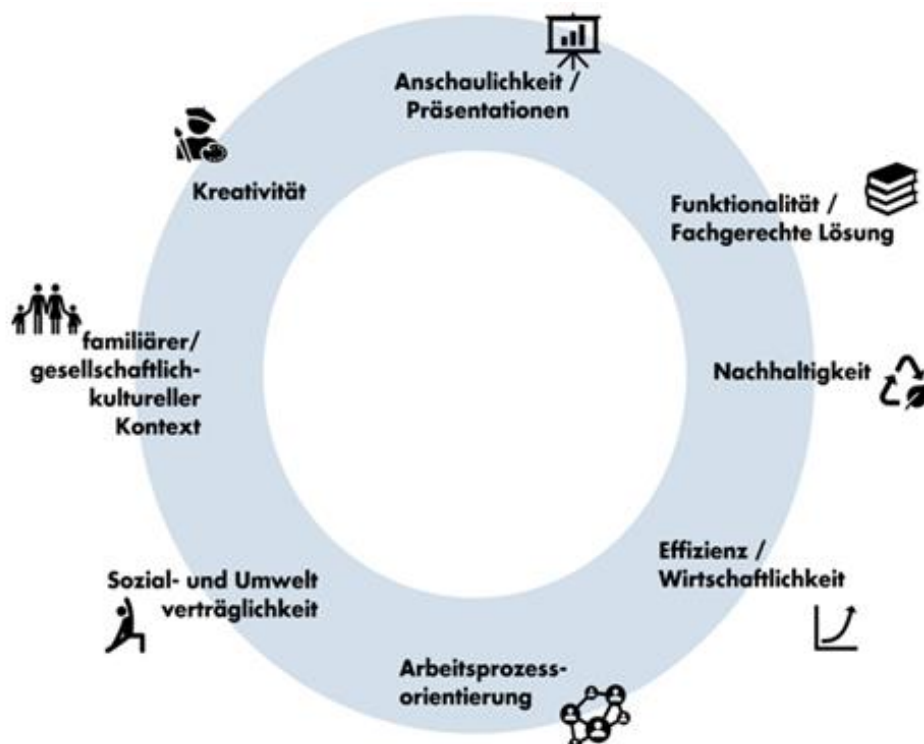 Anschaulichkeit /
Präsentationen
Funktionalität /
Fachgerechte Lösung
Nachhaltigkeit
Effizienz /
Wirtschaftlichkeit
Arbeitsprozess-
orientierung
Sozial- und Umwelt
verträglichkeit
familiärer/
gesellschaftlich-
kultureller
Kontext
Kreativität